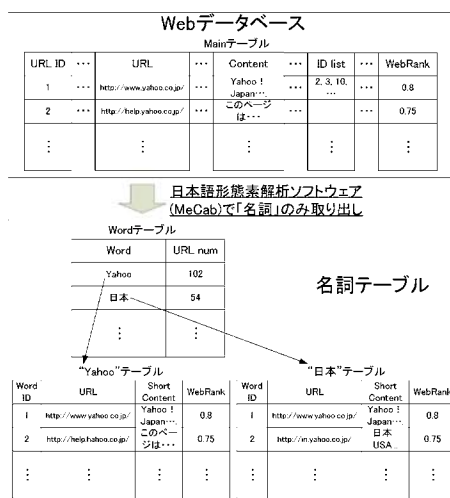 Webデータベース
Mainテーブル
URL ID … URL … Content … ID list … WebRank
1 … http://www.yahoo.co.jp/ … Yahoo! Japan…. … 2, 3, 10, … … 0.8
2 … http://help.yahoo.co.jp/ … このページは・・・ … … 0.75
⋮ ⋮ ⋮ ⋮ ⋮
日本語形態素解析ソフトウェア
(MeCab)で「名詞」のみ取り出し
Wordテーブル
Word URL num
Yahoo 102
日本 54
⋮ ⋮
名詞テーブル
“Yahoo”テーブル
Word ID URL Short Content WebRank
1 http://www.yahoo.co.jp/ Yahoo! Japan…. 0.8
2 http://help.hahoo.co.jp/ このページは・・・ 0.75
⋮ ⋮ ⋮ ⋮
“日本”テーブル
Word ID URL Short Content WebRank
1 http://www.yahoo.co.jp/ Yahoo! Japan…. 0.8
2 http://in.yahoo.co.jp/ 日本 USA… 0.75
⋮ ⋮ ⋮ ⋮